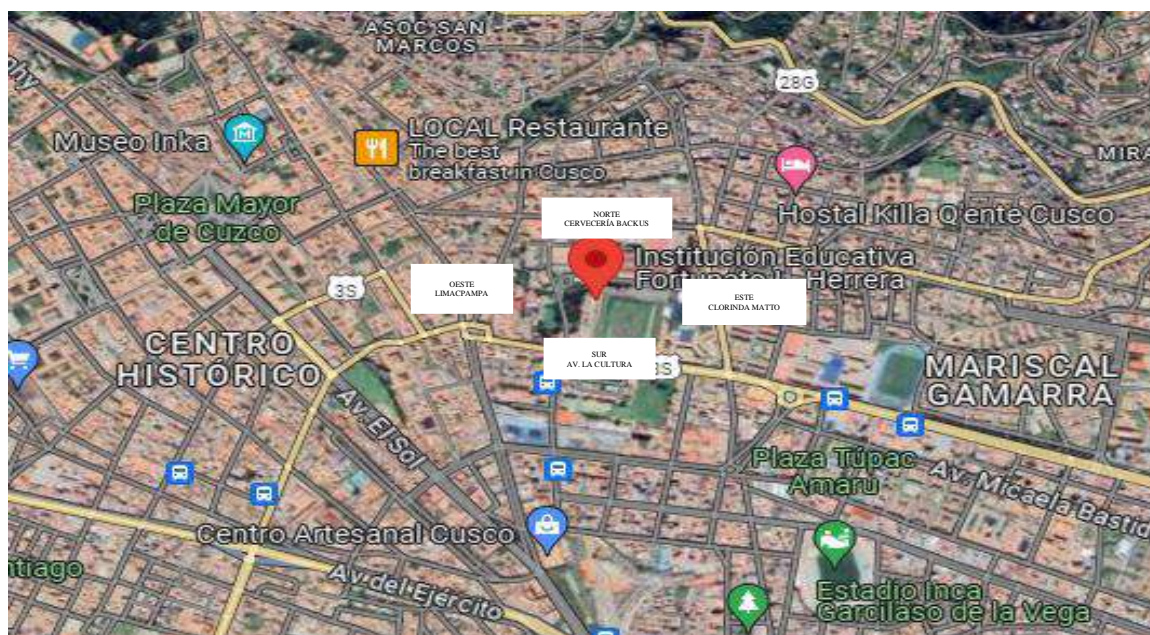 ASOC SAN
MARCOS
28G
Museo Inka
LOCAL Restaurante
The best
breakfast in Cusco
MIRA
Plaza Mayor
de Cuzco
Hostal Killa Q'ente Cusco
NORTE
CERVECERÍA BACKUS
Institución Educativa
Herrera
OESTE
LIMACPAMPA
ESTE
CLORINDA MATTO
3S
CENTRO
HISTÓRICO
SUR
AV. LA CULTURA
3S
MARISCAL
GAMARRA
Av. El Sol
Plaza Túpac
Amaru
Av. Micaela Bastid
Centro Artesanal Cusco
ntiago
Av. del Ejército
Estadio Inca
Garcilaso de la Vega